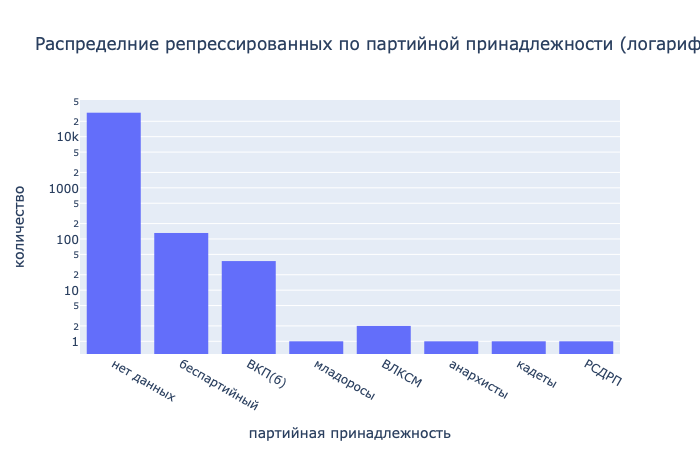 Распределние репрессированных по партийной принадлежности (логариф
количество
5
2
10k
5
2
1000
5
2
100
5
2
10
5
2
1
нет данных
беспартийный
ВКП(б)
младоросы
ВЛКСМ
анархисты
кадеты
РСДРП
партийная принадлежность